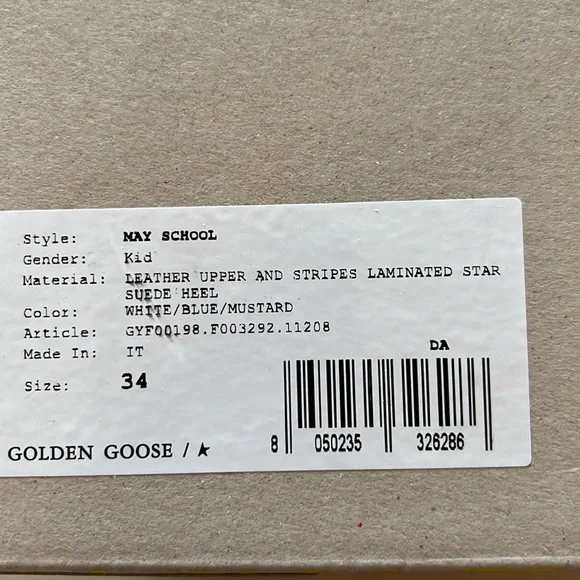 Style: MAY SCHOOL
Gender: Kid
Material: LEATHER UPPER AND STRIPES LAMINATED STAR
SUEDE HEEL
Color: WHITE/BLUE/MUSTARD
Article: GYF00198.F003292.11208
Made In: IT
DA
Size: 34
8 050235 326286
GOLDEN GOOSE / ★